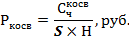 Р_косв = С_ч^косв / (S × Н), руб.